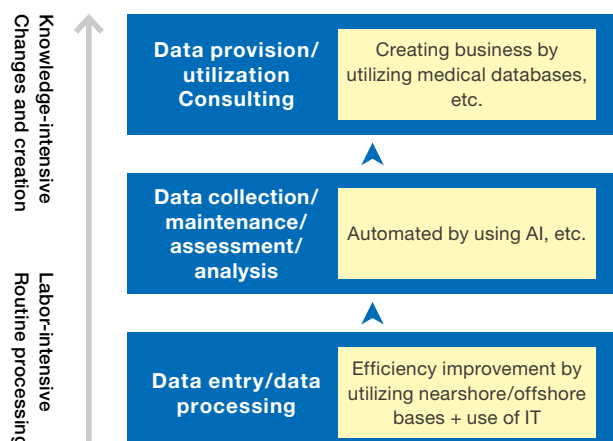 Knowledge-intensive
Changes and creation
Data provision/
utilization
Consulting
Creating business by
utilizing medical databases,
etc.
Data collection/
maintenance/
assessment/
analysis
Automated by using AI, etc.
Labor-intensive
Routine processing
Data entry/data
processing
Efficiency improvement by
utilizing nearshore/offshore
bases + use of IT